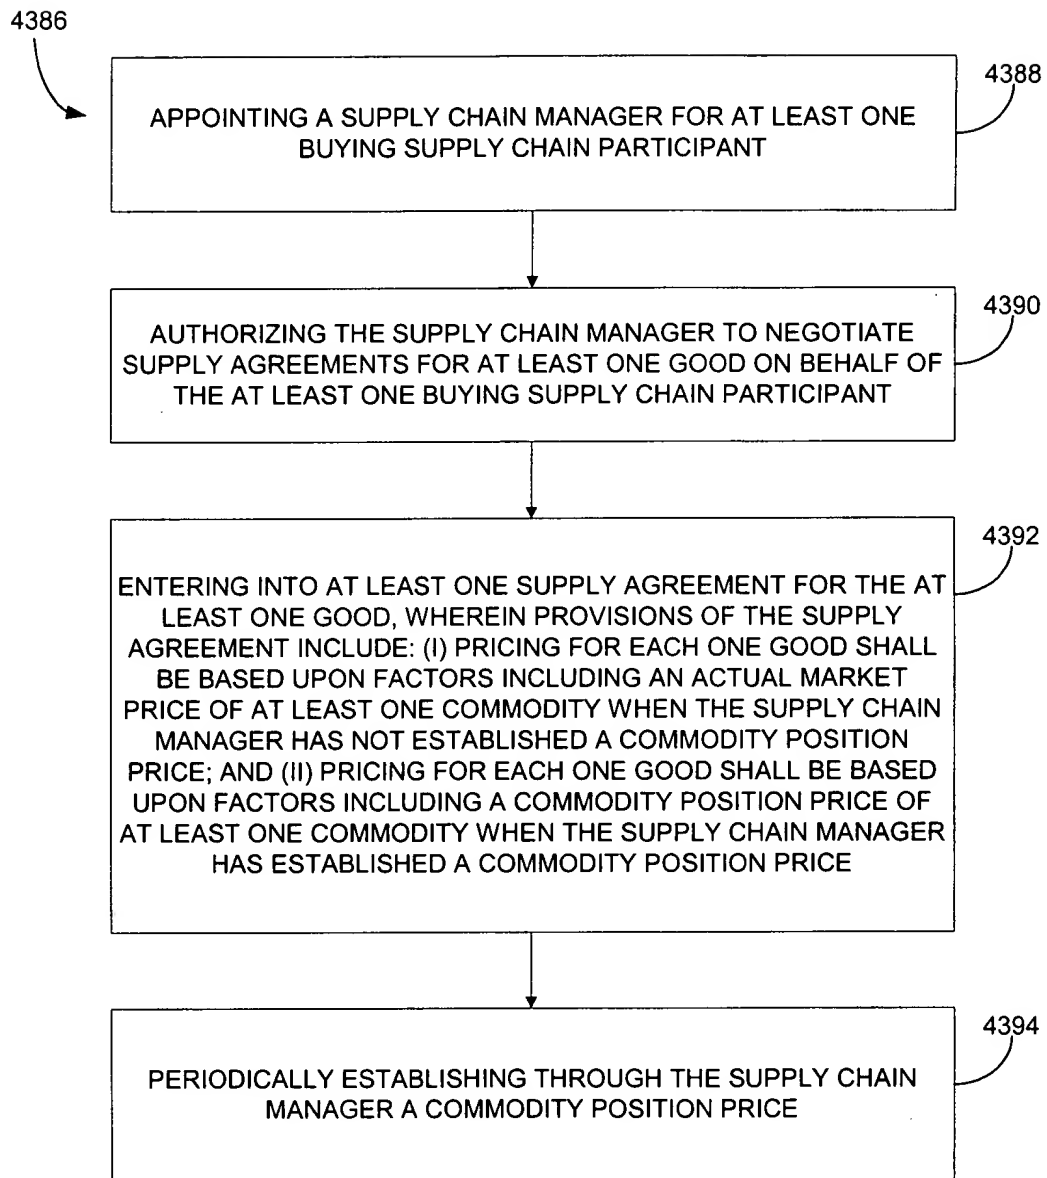 4386
4388
APPOINTING A SUPPLY CHAIN MANAGER FOR AT LEAST ONE
BUYING SUPPLY CHAIN PARTICIPANT
4390
AUTHORIZING THE SUPPLY CHAIN MANAGER TO NEGOTIATE
SUPPLY AGREEMENTS FOR AT LEAST ONE GOOD ON BEHALF OF
THE AT LEAST ONE BUYING SUPPLY CHAIN PARTICIPANT
4392
ENTERING INTO AT LEAST ONE SUPPLY AGREEMENT FOR THE AT
LEAST ONE GOOD, WHEREIN PROVISIONS OF THE SUPPLY
AGREEMENT INCLUDE: (I) PRICING FOR EACH ONE GOOD SHALL
BE BASED UPON FACTORS INCLUDING AN ACTUAL MARKET
PRICE OF AT LEAST ONE COMMODITY WHEN THE SUPPLY CHAIN
MANAGER HAS NOT ESTABLISHED A COMMODITY POSITION
PRICE; AND (II) PRICING FOR EACH ONE GOOD SHALL BE BASED
UPON FACTORS INCLUDING A COMMODITY POSITION PRICE OF
AT LEAST ONE COMMODITY WHEN THE SUPPLY CHAIN MANAGER
HAS ESTABLISHED A COMMODITY POSITION PRICE
4394
PERIODICALLY ESTABLISHING THROUGH THE SUPPLY CHAIN
MANAGER A COMMODITY POSITION PRICE